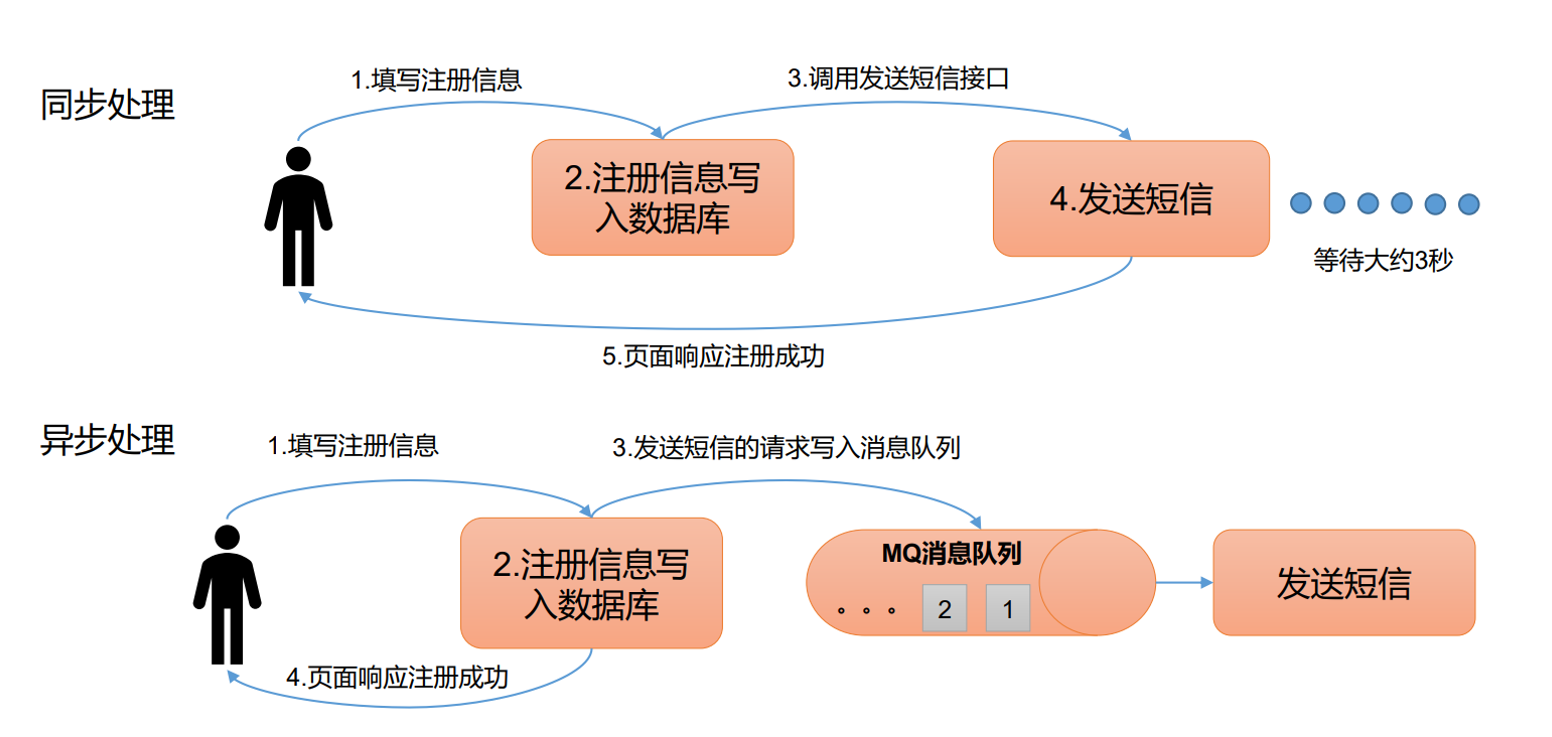 同步处理
1.填写注册信息
3.调用发送短信接口
2.注册信息写
入数据库
4.发送短信
等待大约3秒
5.页面响应注册成功
异步处理
1.填写注册信息
3.发送短信的请求写入消息队列
2.注册信息写
入数据库
MQ消息队列
。。。 2 1
发送短信
4.页面响应注册成功